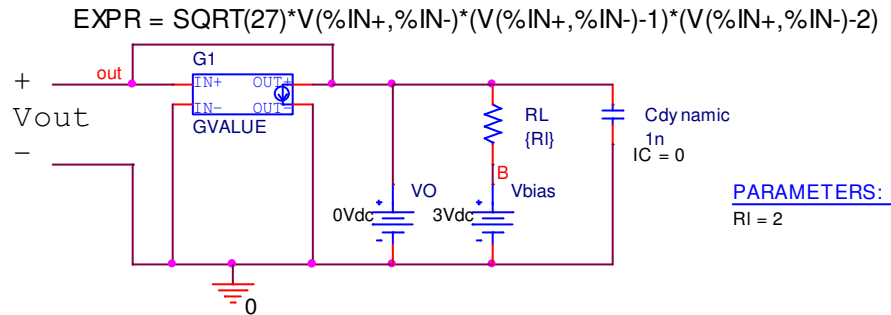 EXPR = SQRT(27)*V(%IN+,%IN-)*(V(%IN+,%IN-)-1)*(V(%IN+,%IN-)-2)
G1
+
out
IN+
OUT+
Vout
IN-
OUT-
GVALUE
-
RL
{Rl}
B
Cdynamic
1n
IC = 0
+
VO
0Vdc
-
+
Vbias
3Vdc
-
PARAMETERS:
Rl = 2
0